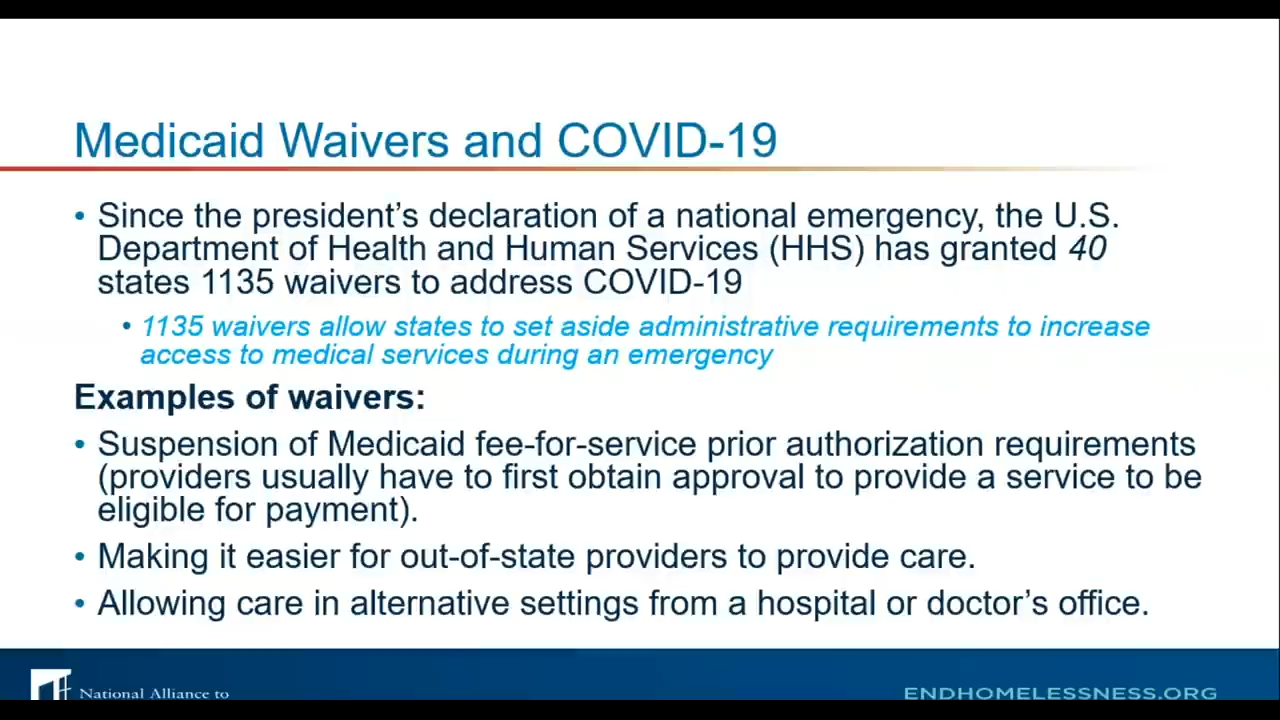 Medicaid Waivers and COVID-19
• Since the president’s declaration of a national emergency, the U.S.
Department of Health and Human Services (HHS) has granted 40
states 1135 waivers to address COVID-19
• 1135 waivers allow states to set aside administrative requirements to increase
access to medical services during an emergency
Examples of waivers:
• Suspension of Medicaid fee-for-service prior authorization requirements
(providers usually have to first obtain approval to provide a service to be
eligible for payment).
• Making it easier for out-of-state providers to provide care.
• Allowing care in alternative settings from a hospital or doctor’s office.
National Alliance to
ENDHOMELESSNESS.ORG